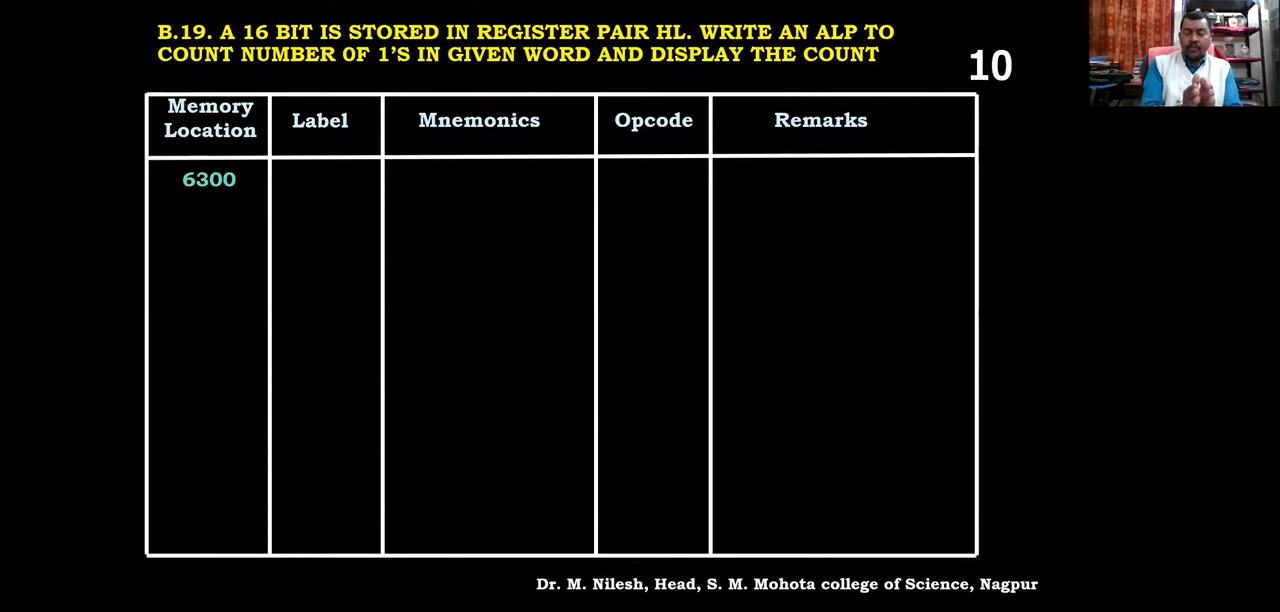 B.19. A 16 BIT IS STORED IN REGISTER PAIR HL. WRITE AN ALP TO
COUNT NUMBER 0F 1'S IN GIVEN WORD AND DISPLAY THE COUNT
10
Memory Location
Label
Mnemonics
Opcode
Remarks
6300
Dr. M. Nilesh, Head, S. M. Mohota college of Science, Nagpur